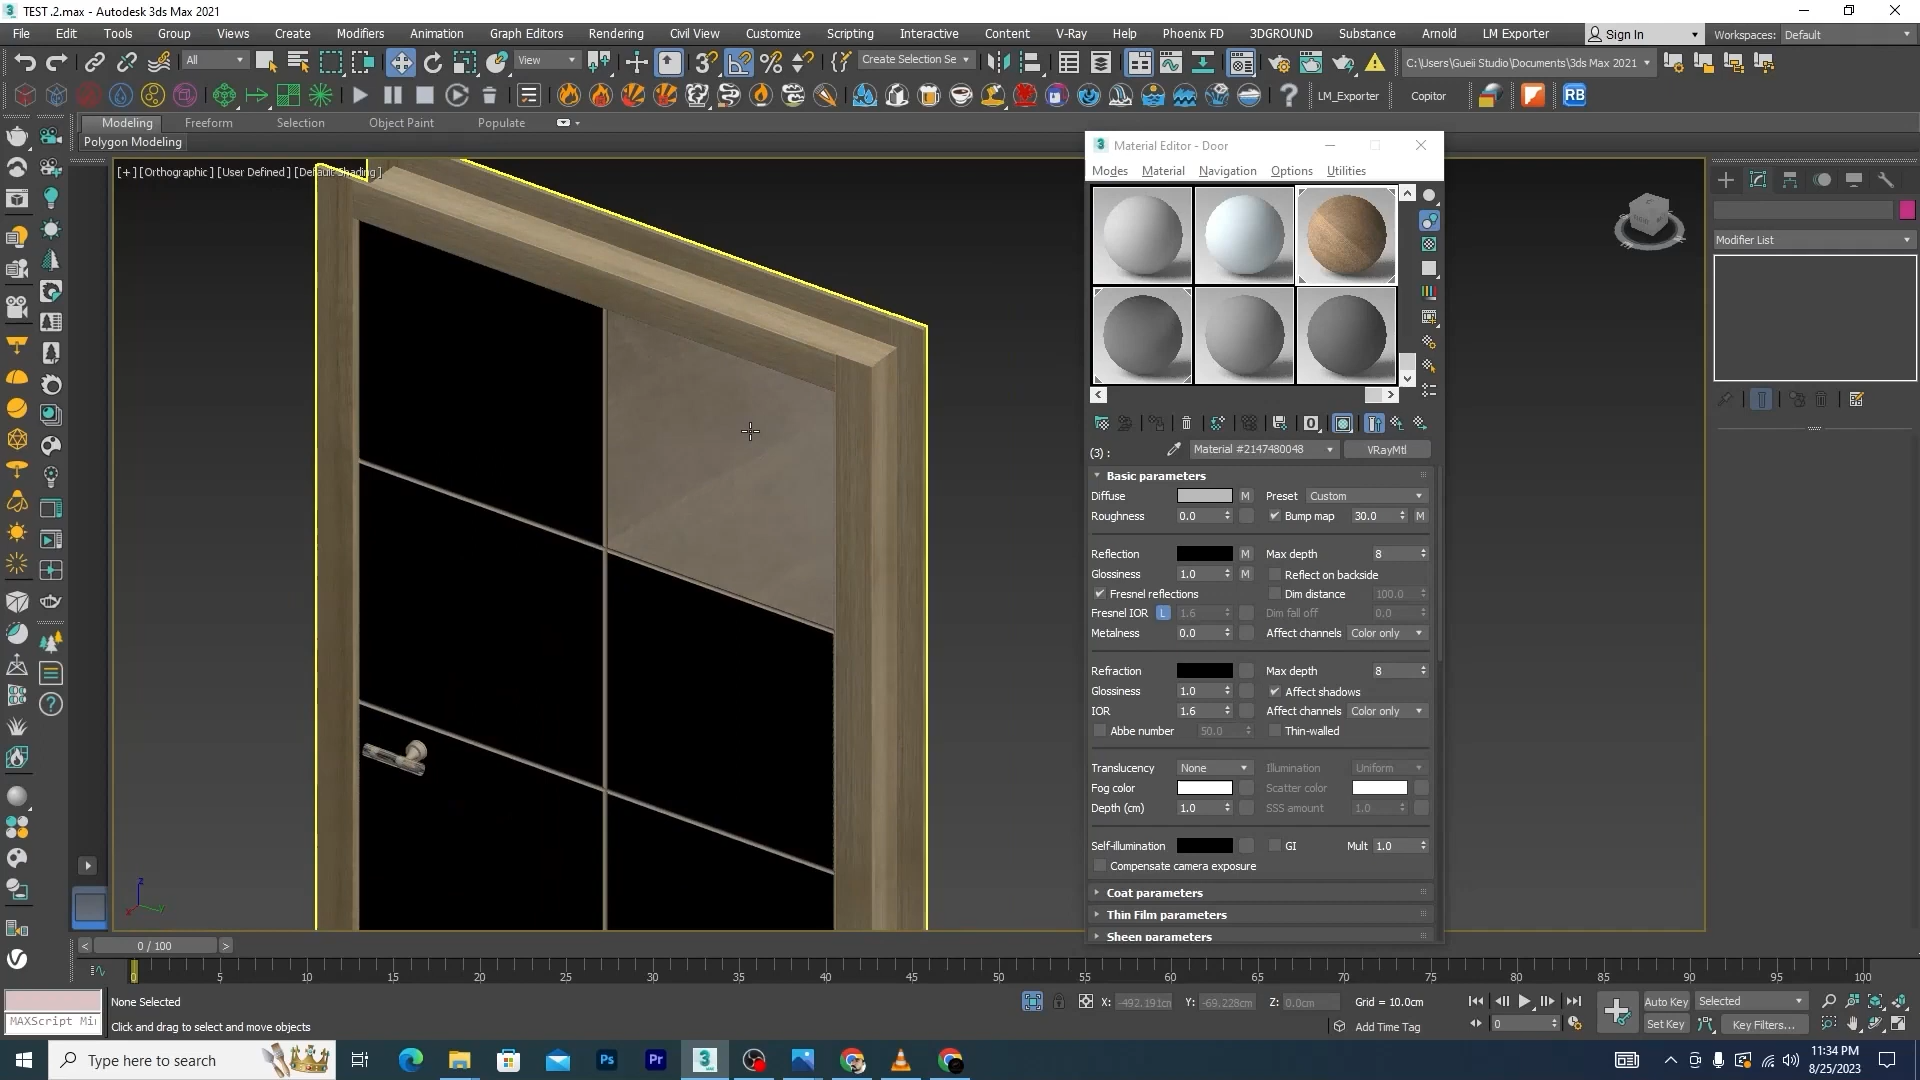 TEST .2.max - Autodesk 3ds Max 2021
File Edit Tools Group Views Create Modifiers Animation Graph Editors Rendering Civil View Customize Scripting Interactive Content V-Ray Help Phoenix FD 3DGROUND Substance Arnold LM Exporter Sign In Workspaces: Default
All View Create Selection Se C:\Users\Gueii Studio\Documents\3ds Max 2021
LM_Exporter Copitor RB
Modeling Freeform Selection Object Paint Populate
Polygon Modeling
[+] [Orthographic] [User Defined] [Default Shading]
Material Editor - Door
Modes Material Navigation Options Utilities
Modifier List
(3) : Material #2147480048 VRayMtl
Basic parameters
Diffuse M Preset Custom
Roughness 0.0 Bump map 30.0 M
Reflection M Max depth 8
Glossiness 1.0 M Reflect on backside
Fresnel reflections Dim distance 100.0
Fresnel IOR L 1.6 Dim fall off 0.0
Metalness 0.0 Affect channels Color only
Refraction Max depth 8
Glossiness 1.0 Affect shadows
IOR 1.6 Affect channels Color only
Abbe number 50.0 Thin-walled
Translucency None Illumination Uniform
Fog color Scatter color
Depth (cm) 1.0 SSS amount 1.0
Self-illumination GI Mult 1.0
Compensate camera exposure
Coat parameters
Thin Film parameters
Sheen parameters
z
x y
< 0 / 100 >
0 5 10 15 20 25 30 35 40 45 50 55 60 65 70 75 80 85 90 95 100
None Selected X: -492.191cm Y: -69.228cm Z: 0.0cm Grid = 10.0cm Auto Key Selected
MAXScript Mi Click and drag to select and move objects Add Time Tag 0 Set Key Key Filters...
Type here to search
Ps Pr 3
11:34 PM
8/25/2023